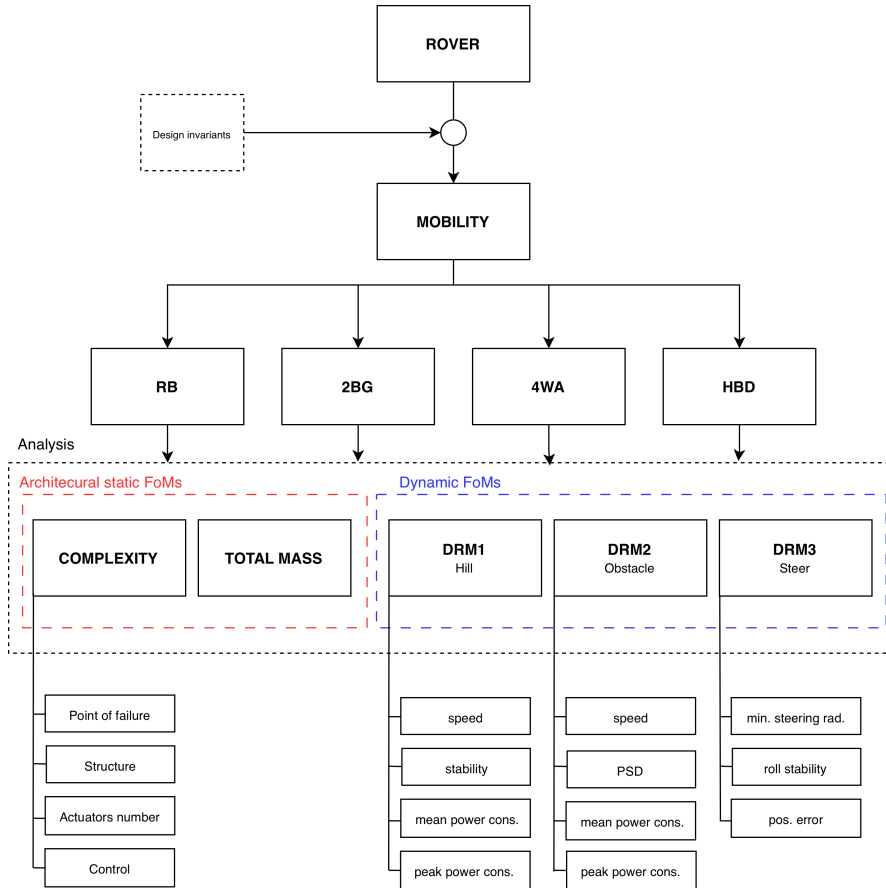 ROVER
Design invariants
MOBILITY
RB
2BG
4WA
HBD
Analysis
Architecural static FoMs
Dynamic FoMs
COMPLEXITY
TOTAL MASS
DRM1
Hill
DRM2
Obstacle
DRM3
Steer
Point of failure
Structure
Actuators number
Control
speed
stability
mean power cons.
peak power cons.
speed
PSD
mean power cons.
peak power cons.
min. steering rad.
roll stability
pos. error